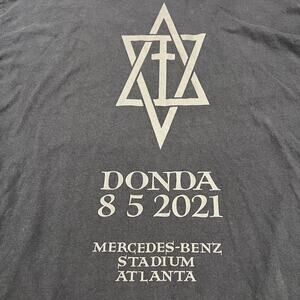 DONDA
8 5 2021
MERCEDES-BENZ
STADIUM
ATLANTA